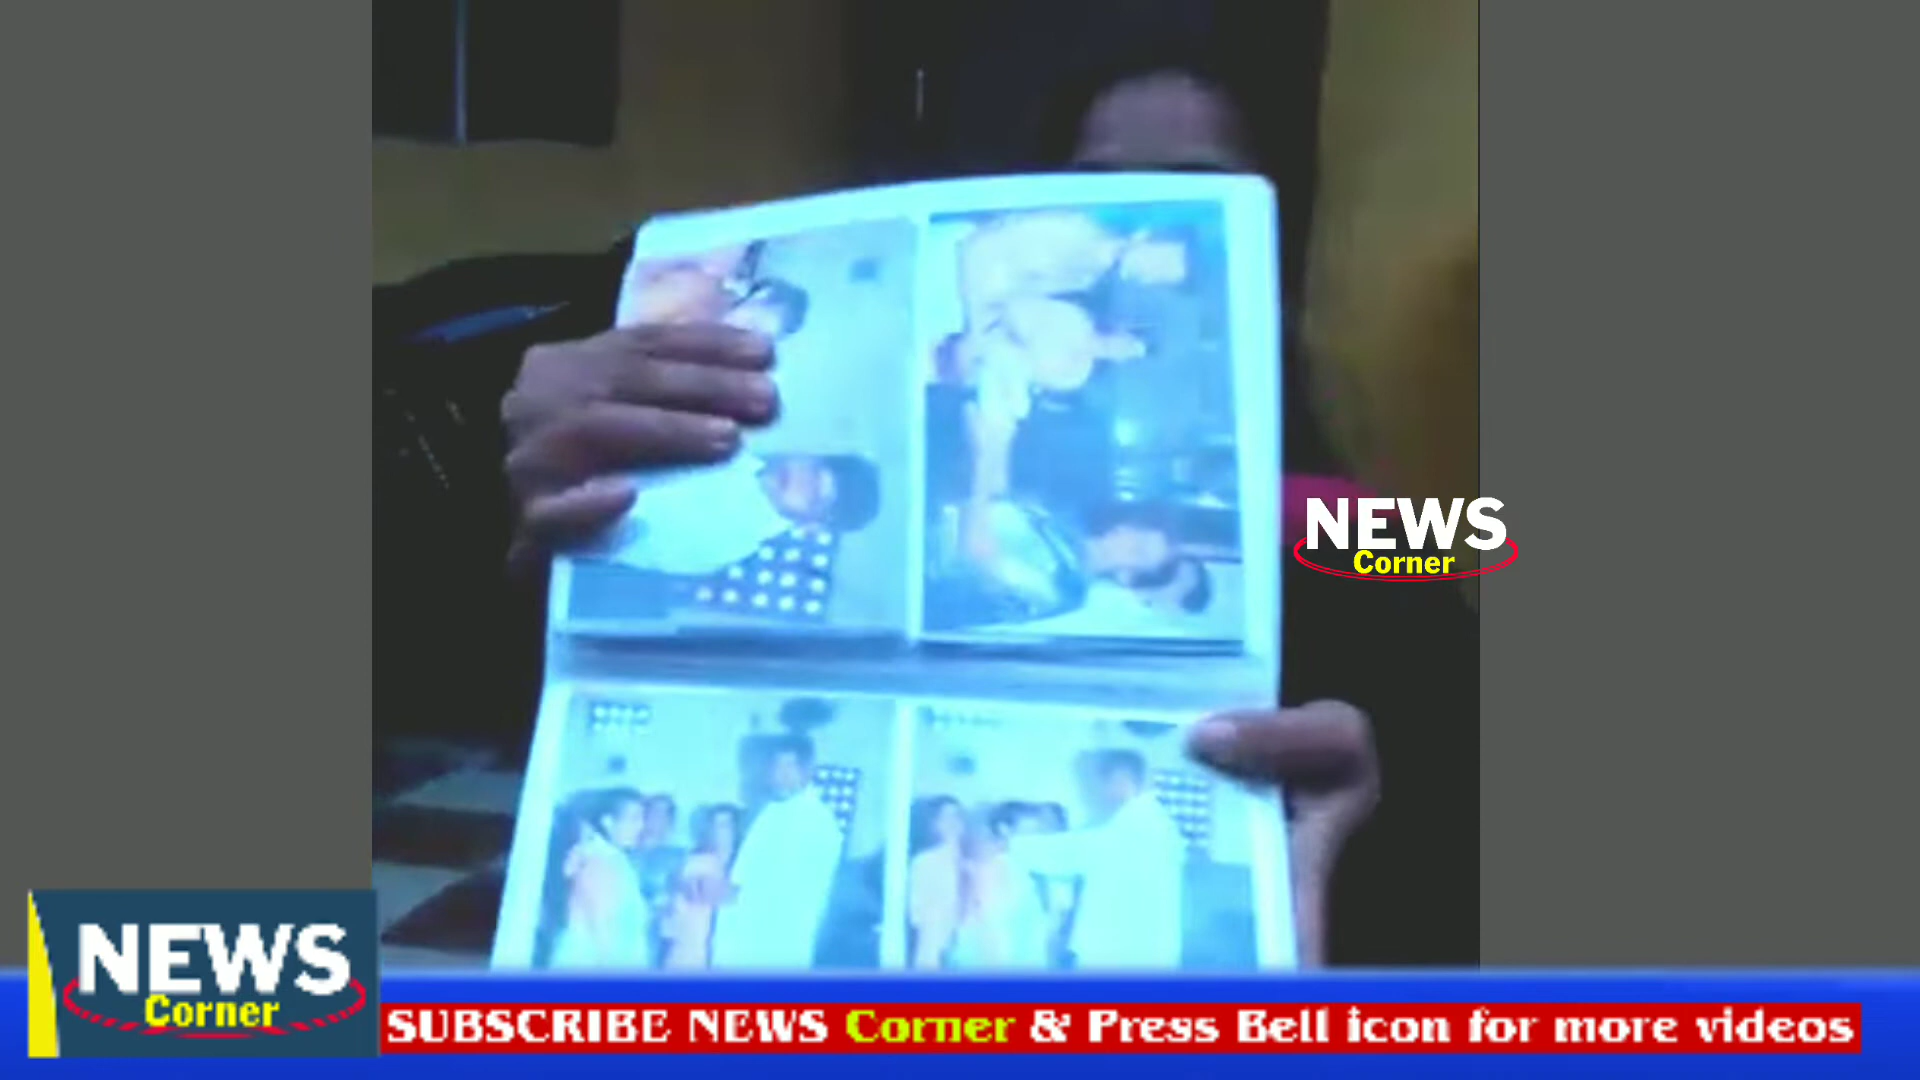 NEWS
Corner
NEWS
Corner
SUBSCRIBE NEWS Corner & Press Bell icon for more videos